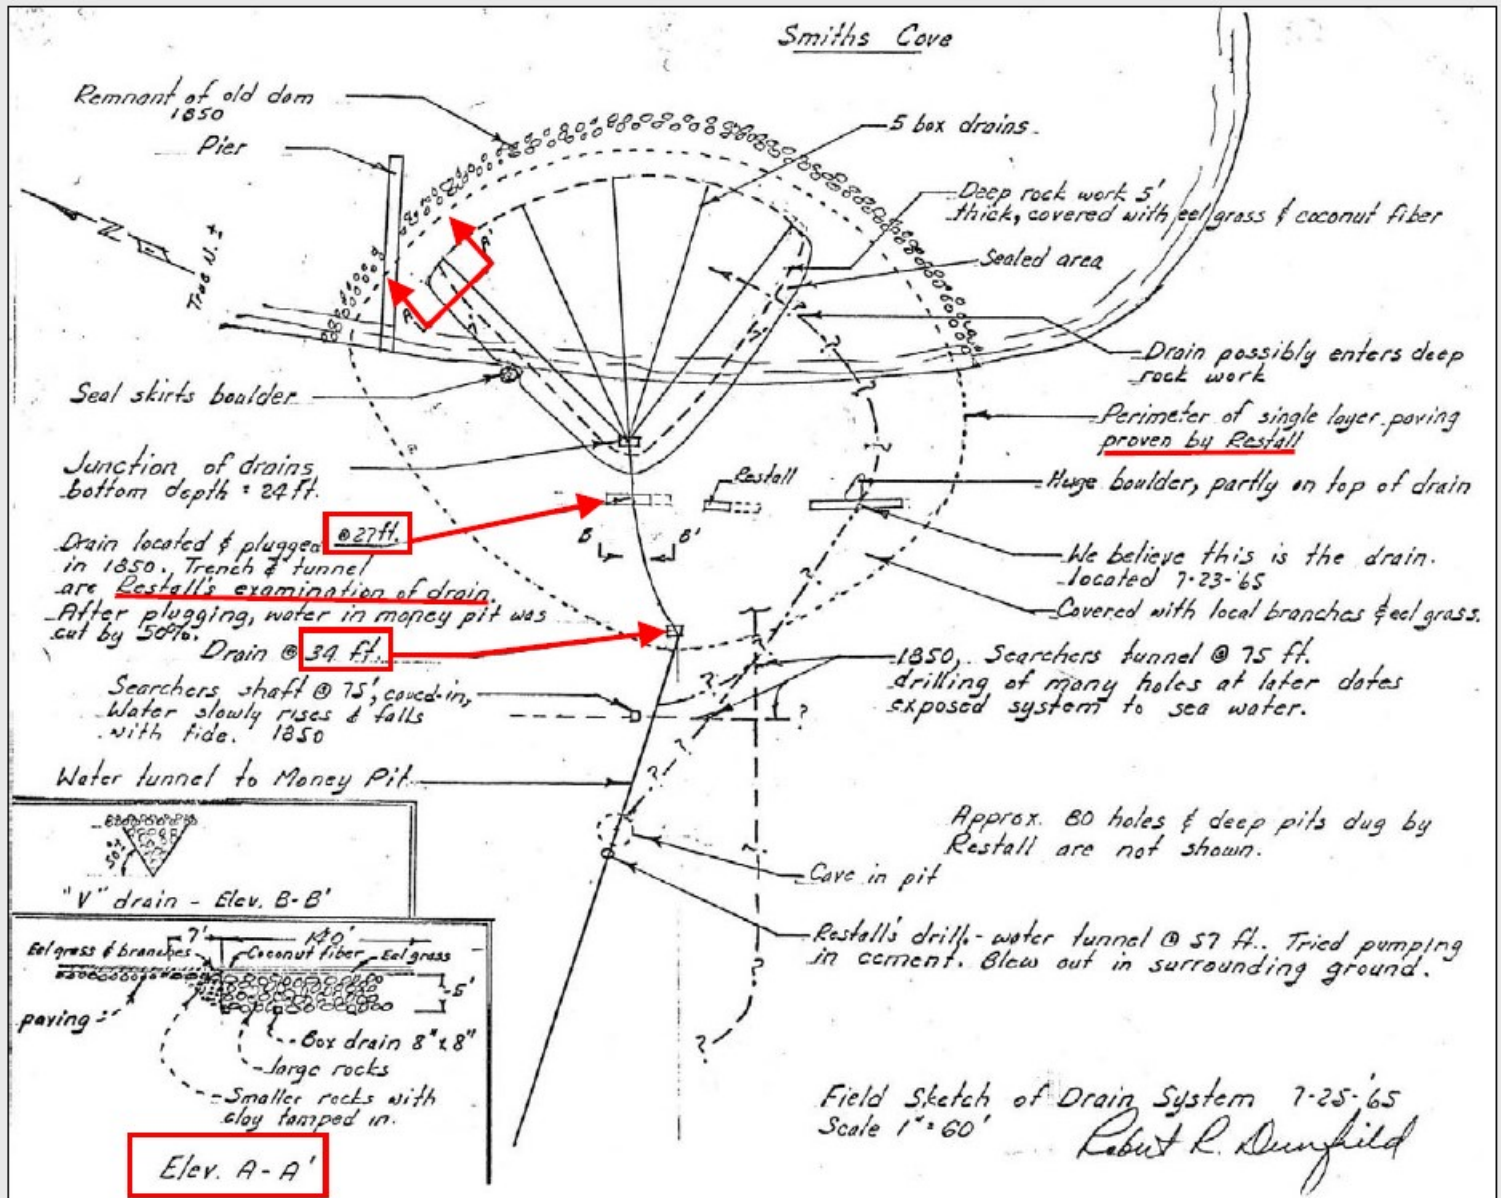 Smiths Cove
Remnant of old dam
1850
Pier
5 box drains
Deep rock work 5'
thick, covered with eel grass & coconut fiber
Sealed area
N
True N. ±
A'
A
Drain possibly enters deep
rock work
Seal skirts boulder
Perimeter of single layer paving
proven by Restall
Junction of drains
bottom depth = 24 ft.
Restall
Huge boulder, partly on top of drain
Drain located & plugged @ 27 ft.
in 1850. Trench & tunnel
are Restall's examination of drain.
After plugging, water in money pit was
cut by 50%.
B B'
We believe this is the drain.
located 7-23-'65
Covered with local branches & eel grass.
Drain @ 34 ft.
1850, Searchers tunnel @ 75 ft.
drilling of many holes at later dates
exposed system to sea water.
Searchers shaft @ 75', caved-in,
Water slowly rises & falls
with tide. 1850
Water tunnel to Money Pit
Approx. 80 holes & deep pits dug by
Restall are not shown.
Cave in pit
50%
"V" drain - Elev. B-B'
Restall's drill - water tunnel @ 57 ft. Tried pumping
in cement. Blew out in surrounding ground.
7' 140'
Eel grass & branches Coconut fiber Eel grass
5'
paving
Box drain 8" x 8"
large rocks
Smaller rocks with
clay tamped in.
Elev. A-A'
Field Sketch of Drain System 7-25-'65
Scale 1" = 60'
Robert R. Dunfield